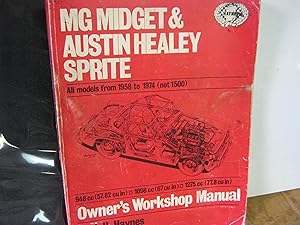 MG MIDGET &
AUSTIN HEALEY
SPRITE
All models from 1958 to 1974 (not 1500)
948 cc (57.82 cu in) □ 1098 cc (67 cu in) □ 1275 cc (77.8 cu in)
Owner's Workshop Manual
Haynes